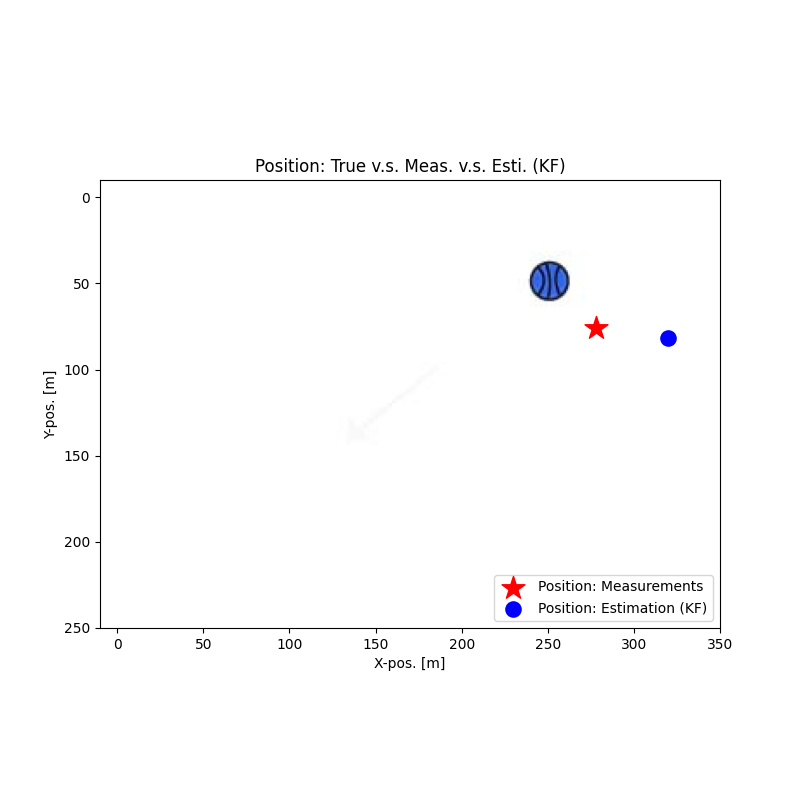 Position: True v.s. Meas. v.s. Esti. (KF)
0
50
100
150
200
250
Y-pos. [m]
0 50 100 150 200 250 300 350
X-pos. [m]
Position: Measurements
Position: Estimation (KF)